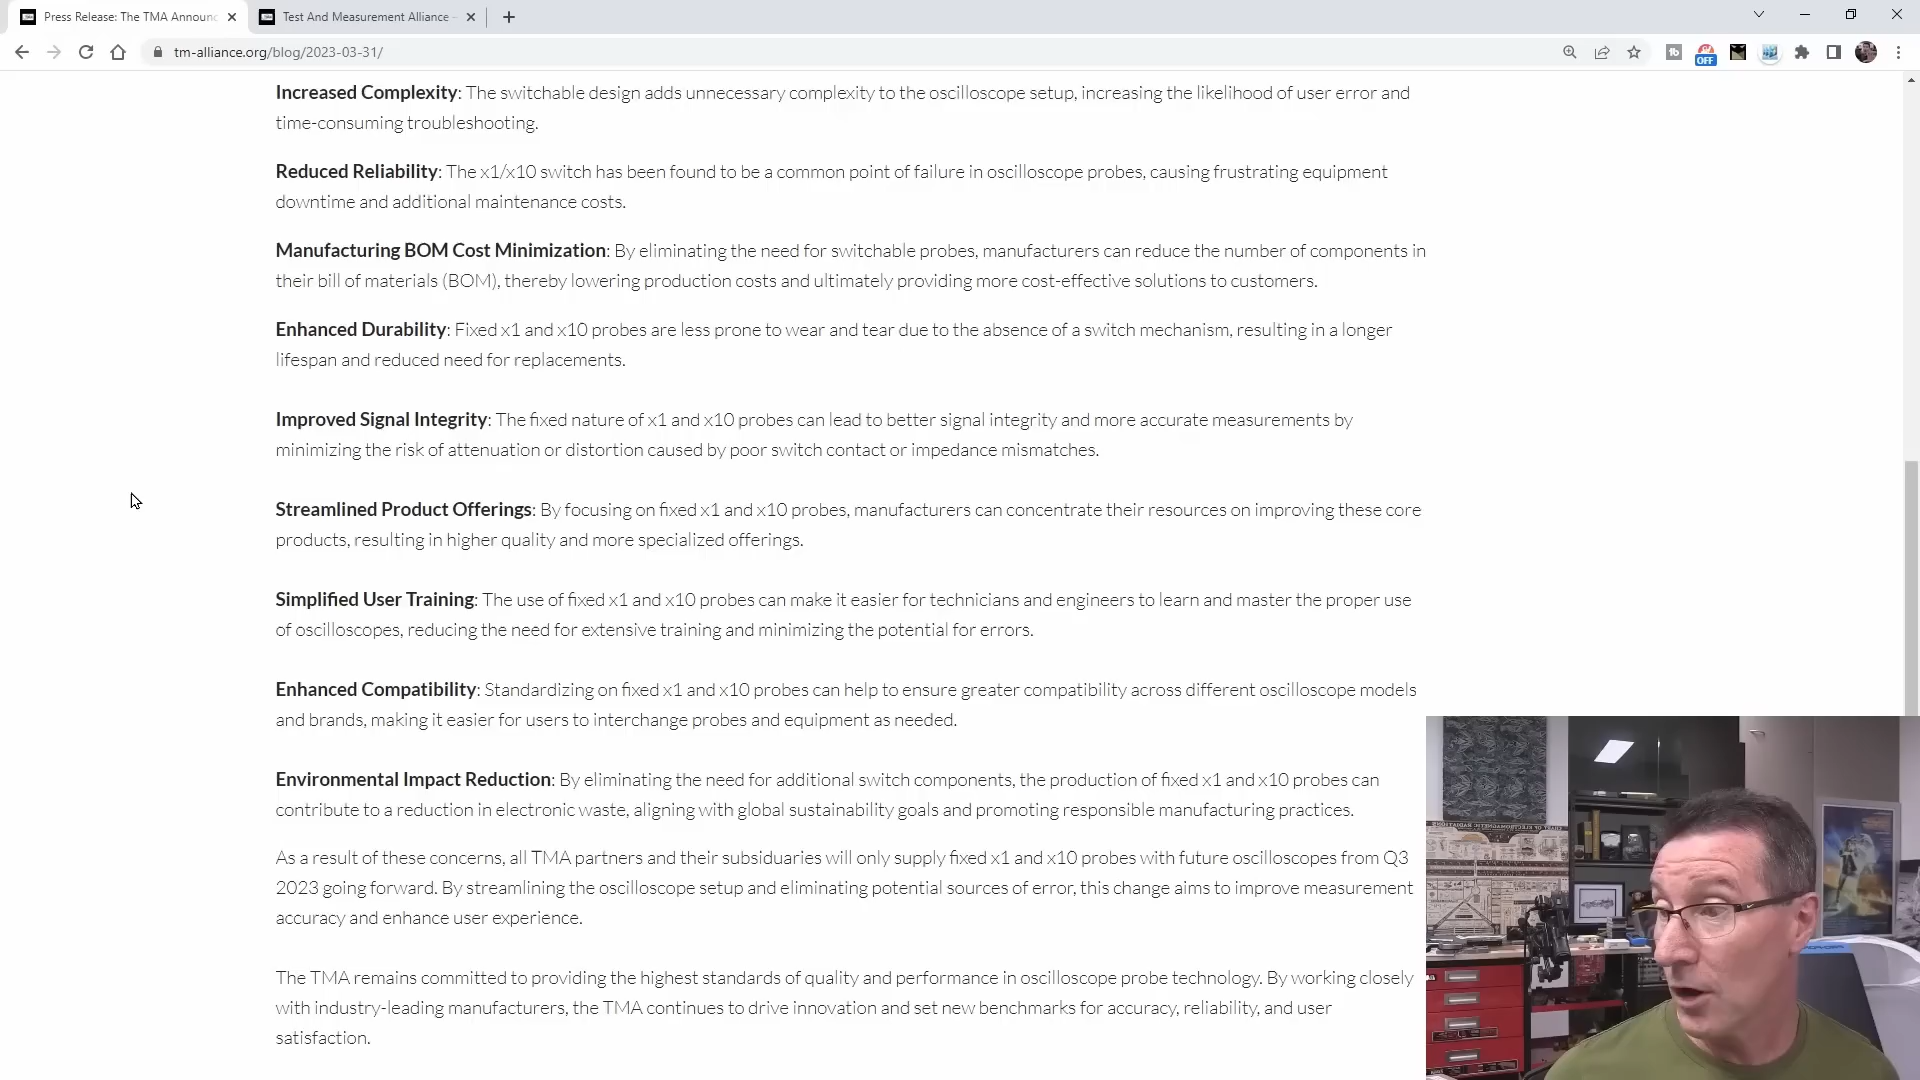 Press Release: The TMA Announc
Test And Measurement Alliance -
tm-alliance.org/blog/2023-03-31/
OFF
Increased Complexity: The switchable design adds unnecessary complexity to the oscilloscope setup, increasing the likelihood of user error and
time-consuming troubleshooting.
Reduced Reliability: The x1/x10 switch has been found to be a common point of failure in oscilloscope probes, causing frustrating equipment
downtime and additional maintenance costs.
Manufacturing BOM Cost Minimization: By eliminating the need for switchable probes, manufacturers can reduce the number of components in
their bill of materials (BOM), thereby lowering production costs and ultimately providing more cost-effective solutions to customers.
Enhanced Durability: Fixed x1 and x10 probes are less prone to wear and tear due to the absence of a switch mechanism, resulting in a longer
lifespan and reduced need for replacements.
Improved Signal Integrity: The fixed nature of x1 and x10 probes can lead to better signal integrity and more accurate measurements by
minimizing the risk of attenuation or distortion caused by poor switch contact or impedance mismatches.
Streamlined Product Offerings: By focusing on fixed x1 and x10 probes, manufacturers can concentrate their resources on improving these core
products, resulting in higher quality and more specialized offerings.
Simplified User Training: The use of fixed x1 and x10 probes can make it easier for technicians and engineers to learn and master the proper use
of oscilloscopes, reducing the need for extensive training and minimizing the potential for errors.
Enhanced Compatibility: Standardizing on fixed x1 and x10 probes can help to ensure greater compatibility across different oscilloscope models
and brands, making it easier for users to interchange probes and equipment as needed.
Environmental Impact Reduction: By eliminating the need for additional switch components, the production of fixed x1 and x10 probes can
contribute to a reduction in electronic waste, aligning with global sustainability goals and promoting responsible manufacturing practices.
As a result of these concerns, all TMA partners and their subsiduaries will only supply fixed x1 and x10 probes with future oscilloscopes from Q3
2023 going forward. By streamlining the oscilloscope setup and eliminating potential sources of error, this change aims to improve measurement
accuracy and enhance user experience.
The TMA remains committed to providing the highest standards of quality and performance in oscilloscope probe technology. By working closely
with industry-leading manufacturers, the TMA continues to drive innovation and set new benchmarks for accuracy, reliability, and user
satisfaction.